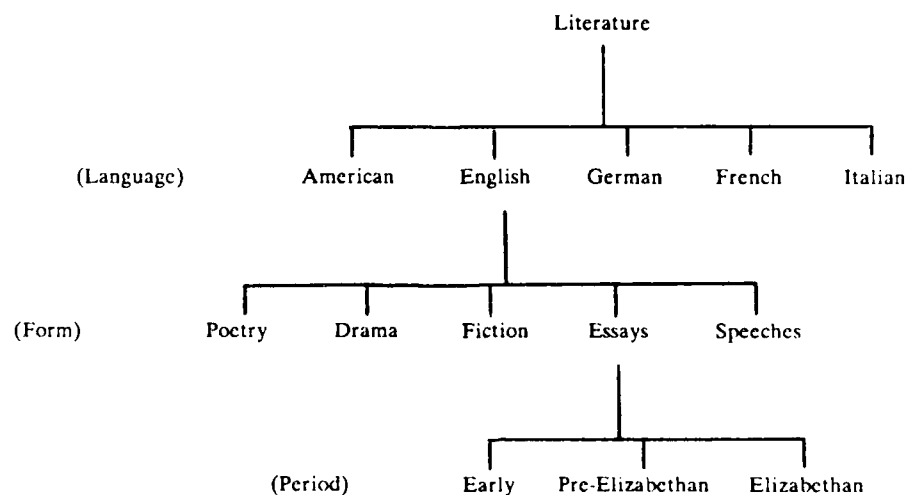 Literature
(Language) American English German French Italian
(Form) Poetry Drama Fiction Essays Speeches
(Period) Early Pre-Elizabethan Elizabethan